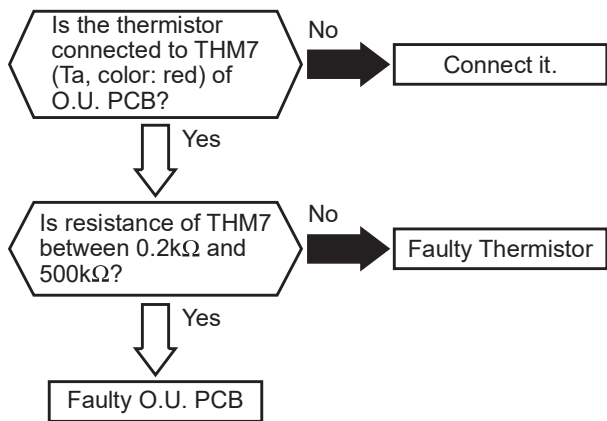 Is the thermistor
connected to THM7
(Ta, color: red) of
O.U. PCB?
No
Connect it.
Yes
Is resistance of THM7
between 0.2kΩ and
500kΩ?
No
Faulty Thermistor
Yes
Faulty O.U. PCB